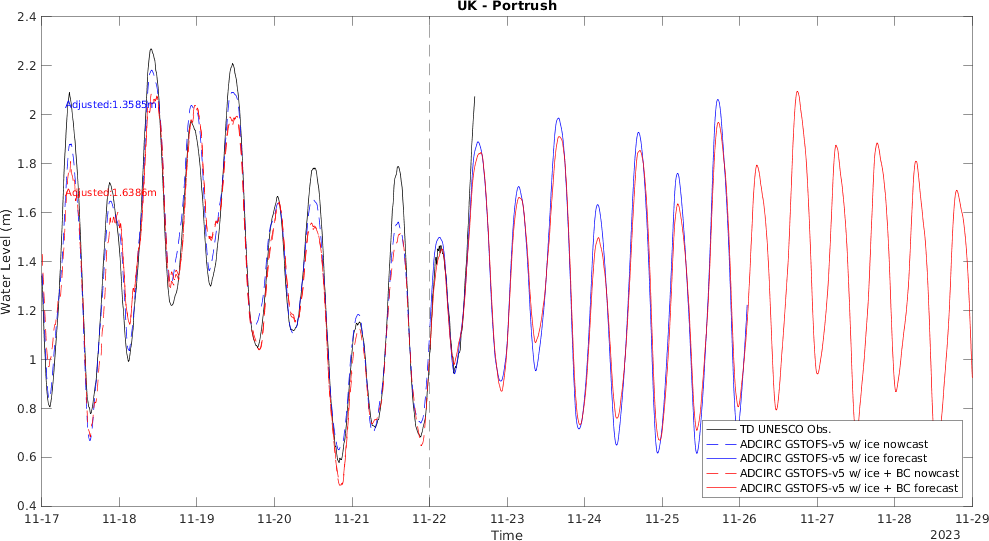 UK - Portrush
2.4
2.2
2
1.8
1.6
1.4
1.2
1
0.8
0.6
0.4
Water Level (m)
Adjusted:1.3585m
Adjusted:1.6386m
TD UNESCO Obs.
ADCIRC GSTOFS-v5 w/ ice nowcast
ADCIRC GSTOFS-v5 w/ ice forecast
ADCIRC GSTOFS-v5 w/ ice + BC nowcast
ADCIRC GSTOFS-v5 w/ ice + BC forecast
11-17 11-18 11-19 11-20 11-21 11-22 11-23 11-24 11-25 11-26 11-27 11-28 11-29
Time
2023